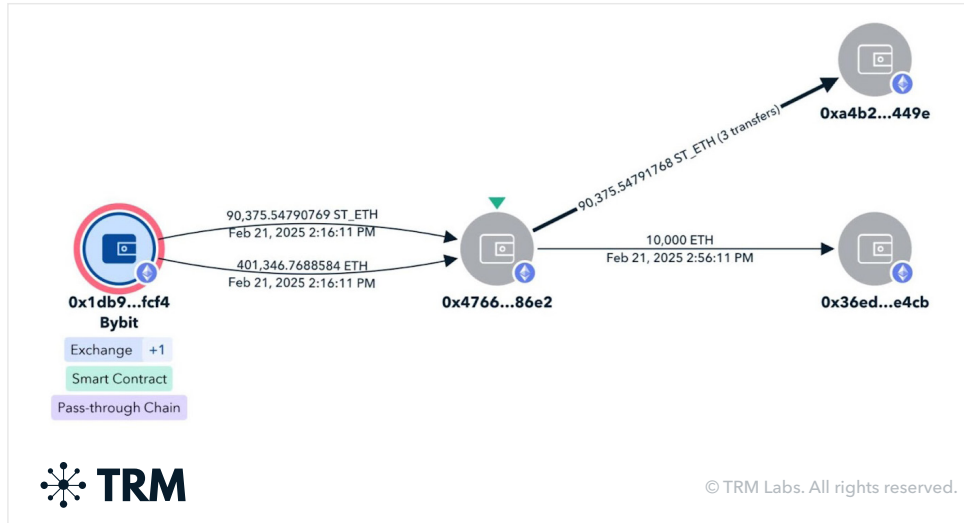 0xa4b2...449e
90,375.54791768 ST_ETH (3 transfers)
90,375.54790769 ST_ETH
Feb 21, 2025 2:16:11 PM
401,346.7688584 ETH
Feb 21, 2025 2:16:11 PM
10,000 ETH
Feb 21, 2025 2:56:11 PM
0x1db9...fcf4
Bybit
0x4766...86e2
0x36ed...e4cb
Exchange +1
Smart Contract
Pass-through Chain
TRM
© TRM Labs. All rights reserved.